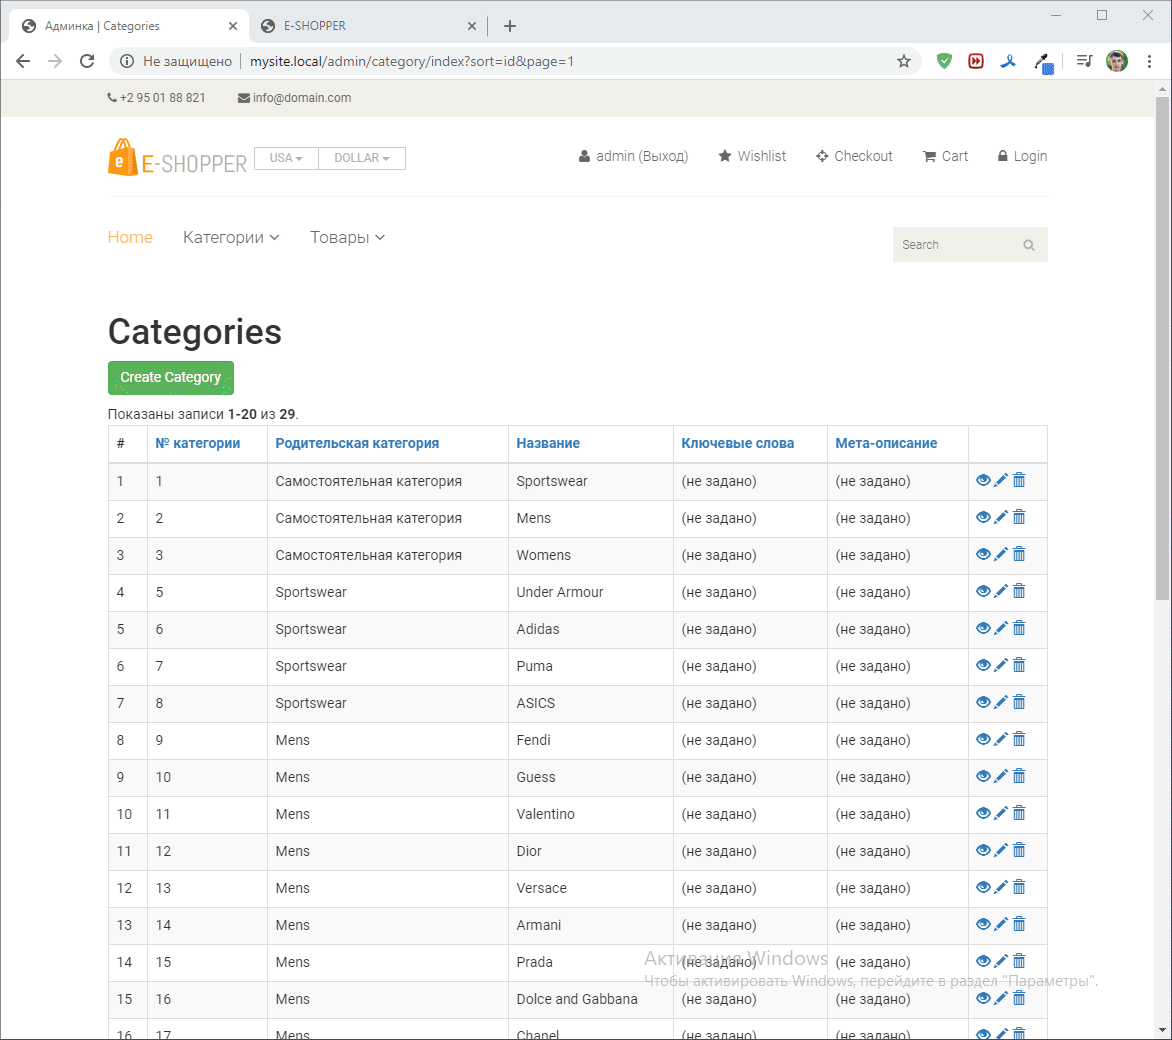 Админка | Categories
E-SHOPPER
Не защищено
mysite.local/admin/category/index?sort=id&page=1
+2 95 01 88 821 info@domain.com
e E-SHOPPER USA DOLLAR admin (Выход) Wishlist Checkout Cart Login
Home Категории Товары Search
Categories
Create Category
Показаны записи 1-20 из 29.
# № категории Родительская категория Название Ключевые слова Мета-описание
1 1 Самостоятельная категория Sportswear (не задано) (не задано)
2 2 Самостоятельная категория Mens (не задано) (не задано)
3 3 Самостоятельная категория Womens (не задано) (не задано)
4 5 Sportswear Under Armour (не задано) (не задано)
5 6 Sportswear Adidas (не задано) (не задано)
6 7 Sportswear Puma (не задано) (не задано)
7 8 Sportswear ASICS (не задано) (не задано)
8 9 Mens Fendi (не задано) (не задано)
9 10 Mens Guess (не задано) (не задано)
10 11 Mens Valentino (не задано) (не задано)
11 12 Mens Dior (не задано) (не задано)
12 13 Mens Versace (не задано) (не задано)
13 14 Mens Armani (не задано) (не задано)
14 15 Mens Prada (не задано) (не задано)
15 16 Mens Dolce and Gabbana (не задано) (не задано)
16 17 Mens Chanel (не задано) (не задано)
Активация Windows
Чтобы активировать Windows, перейдите в раздел "Параметры".